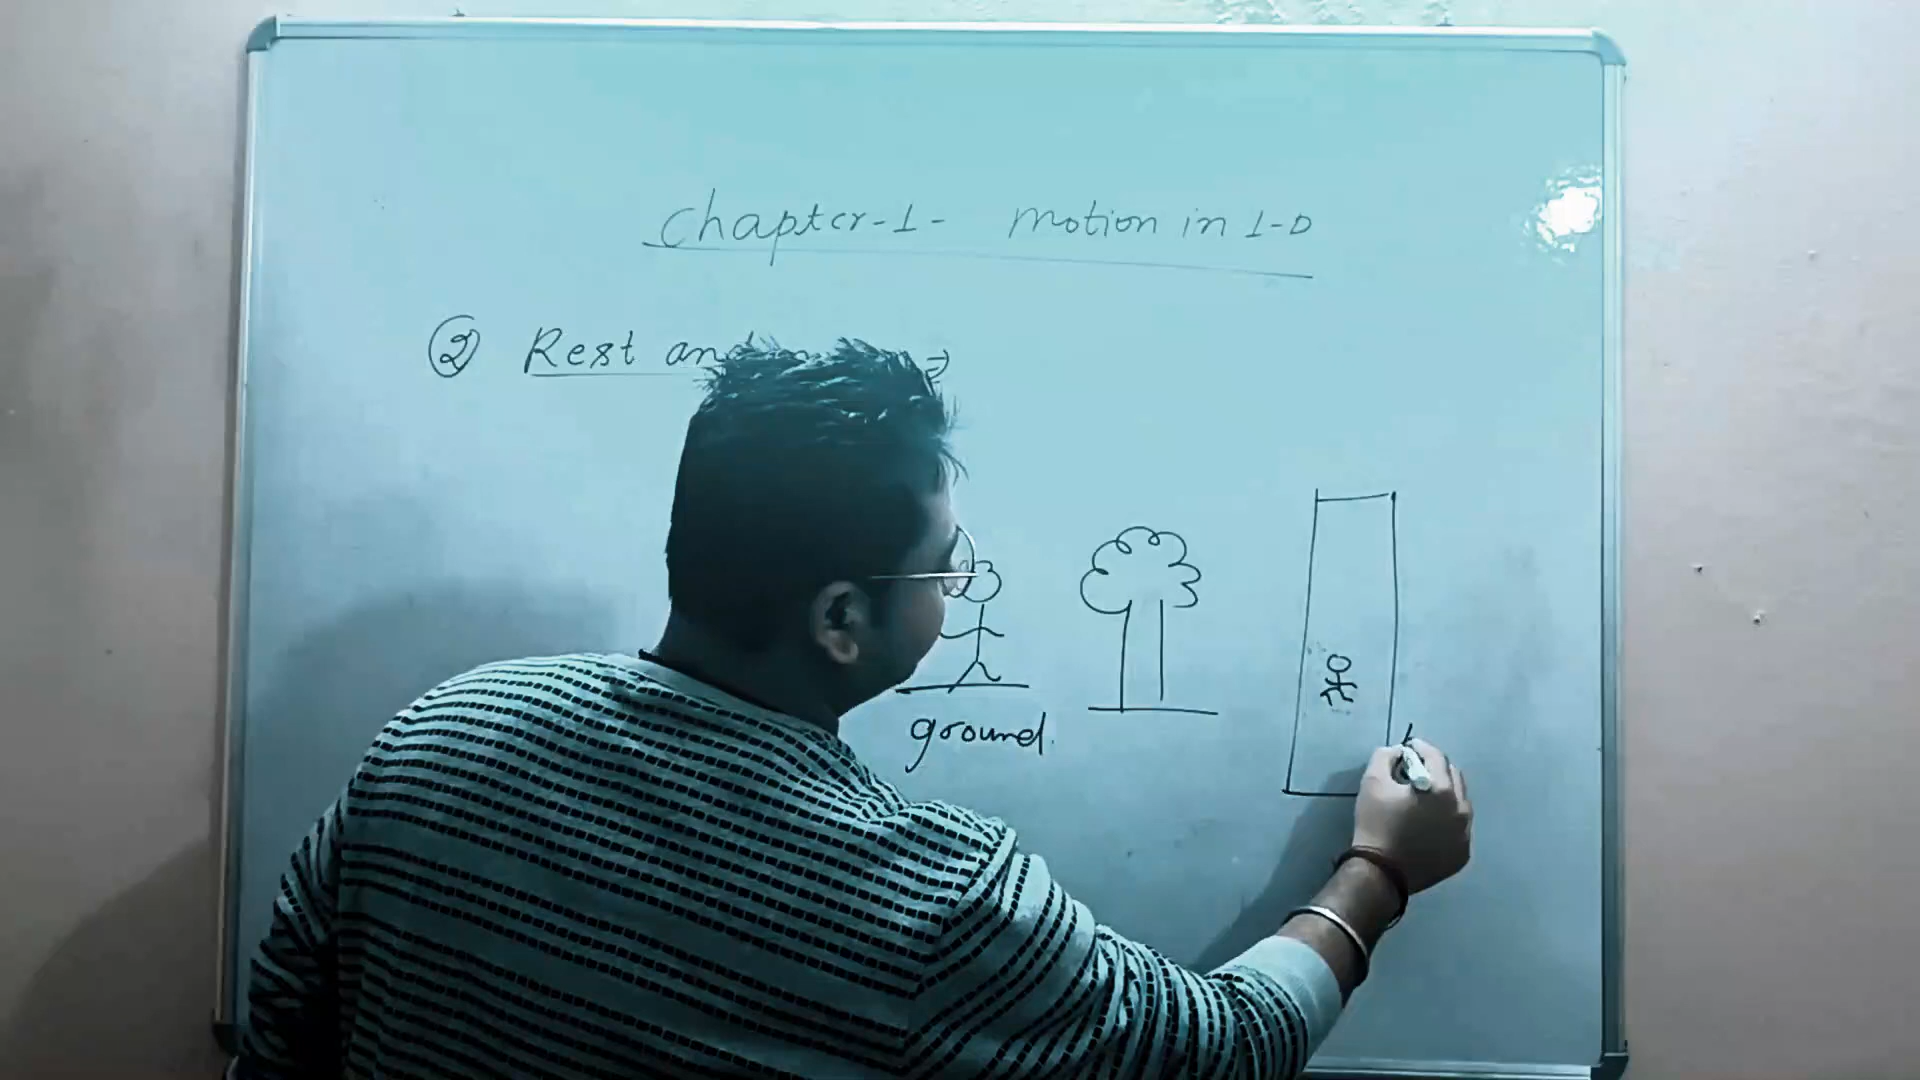 Chapter-1- Motion in 1-D
② Rest an
ground.